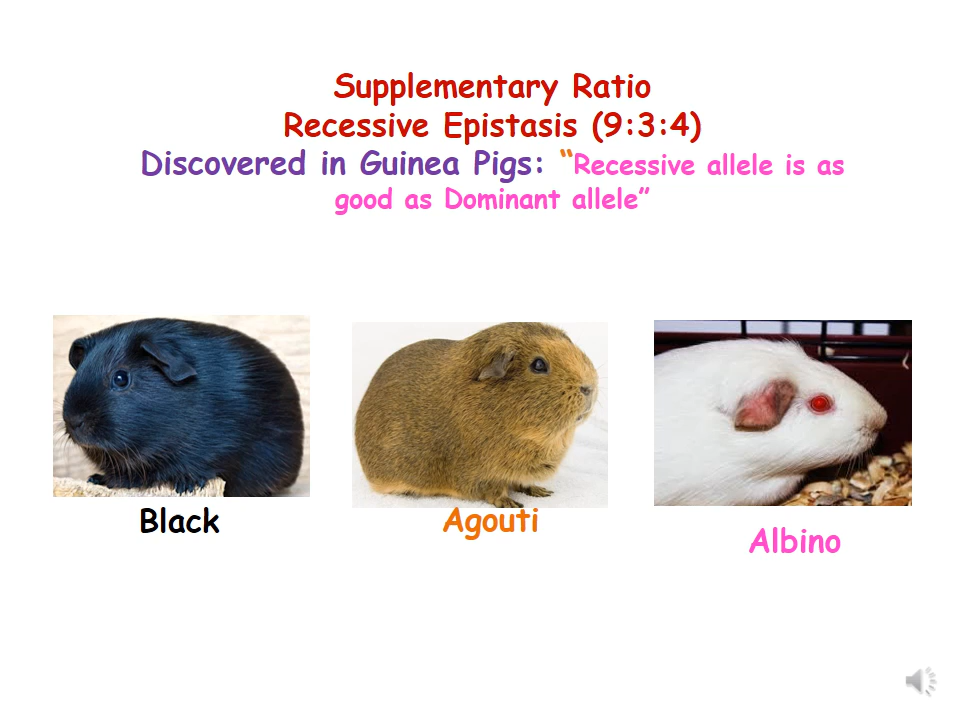 Supplementary Ratio
Recessive Epistasis (9:3:4)
Discovered in Guinea Pigs: “Recessive allele is as
good as Dominant allele”
Black
Agouti
Albino